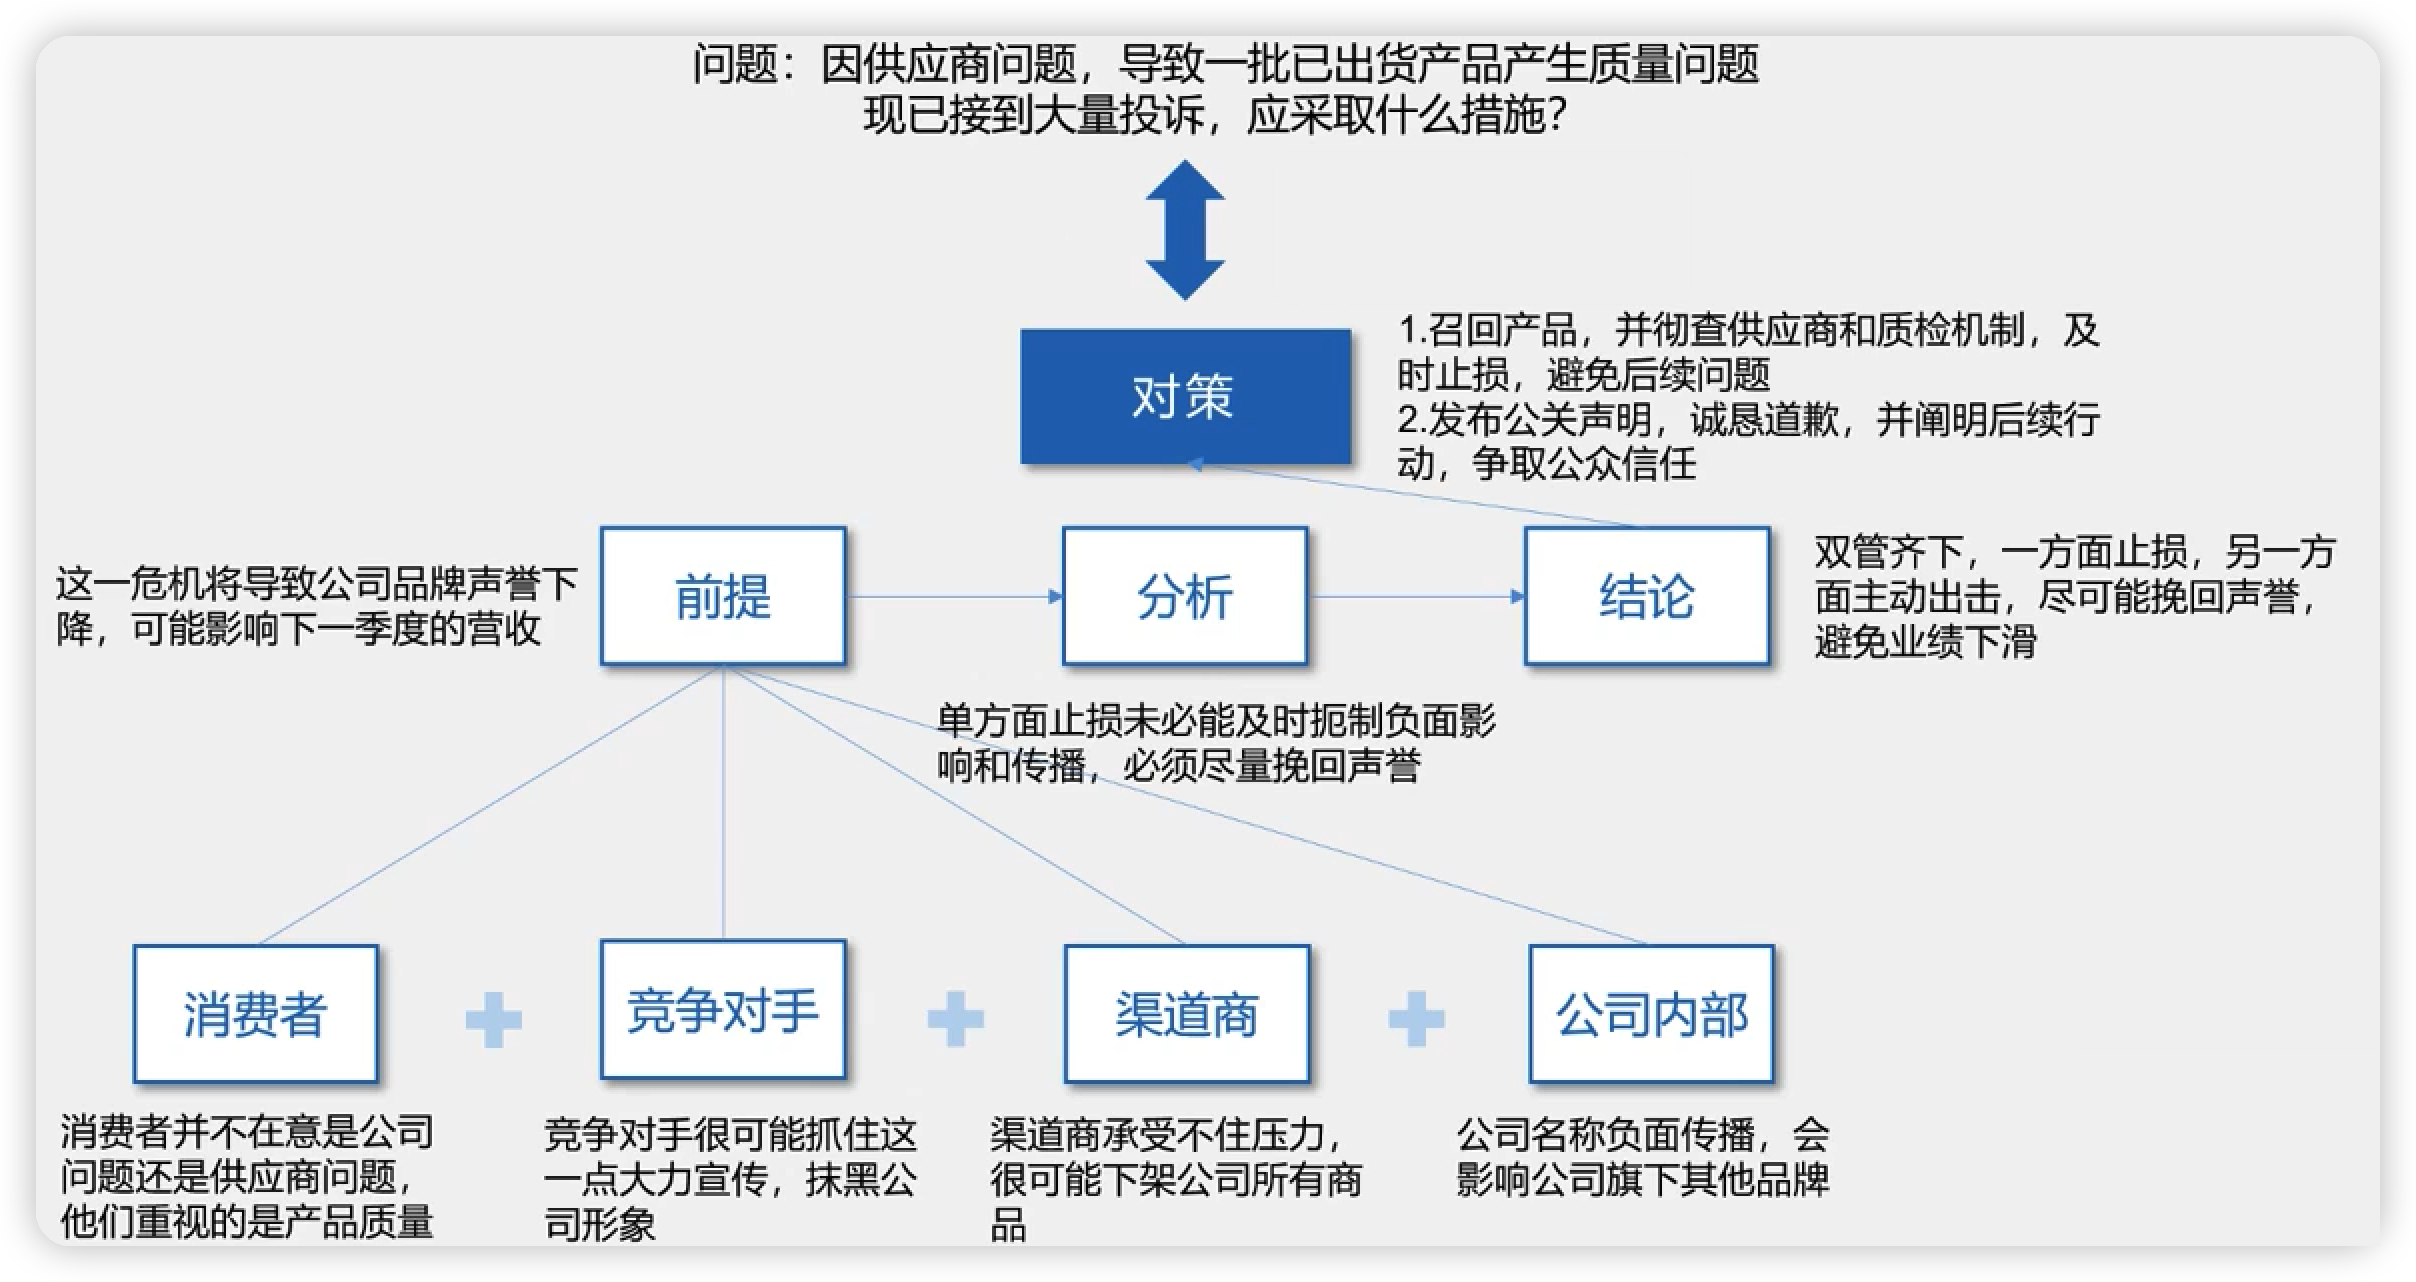 问题：因供应商问题，导致一批已出货产品产生质量问题
现已接到大量投诉，应采取什么措施？
对策
1.召回产品，并彻查供应商和质检机制，及
时止损，避免后续问题
2.发布公关声明，诚恳道歉，并阐明后续行
动，争取公众信任
这一危机将导致公司品牌声誉下
降，可能影响下一季度的营收
前提
分析
结论
双管齐下，一方面止损，另一方
面主动出击，尽可能挽回声誉，
避免业绩下滑
单方面止损未必能及时扼制负面影
响和传播，必须尽量挽回声誉
消费者
竞争对手
渠道商
公司内部
消费者并不在意是公司
问题还是供应商问题，
他们重视的是产品质量
竞争对手很可能抓住这
一点大力宣传，抹黑公
司形象
渠道商承受不住压力，
很可能下架公司所有商
品
公司名称负面传播，会
影响公司旗下其他品牌